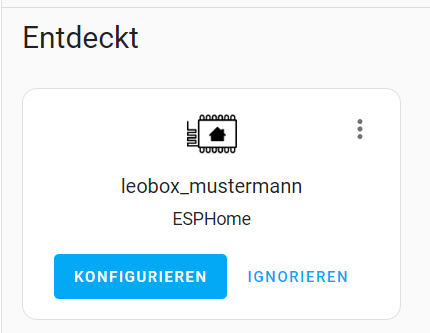 Entdeckt
leobox_mustermann
ESPHome
KONFIGURIEREN IGNORIEREN